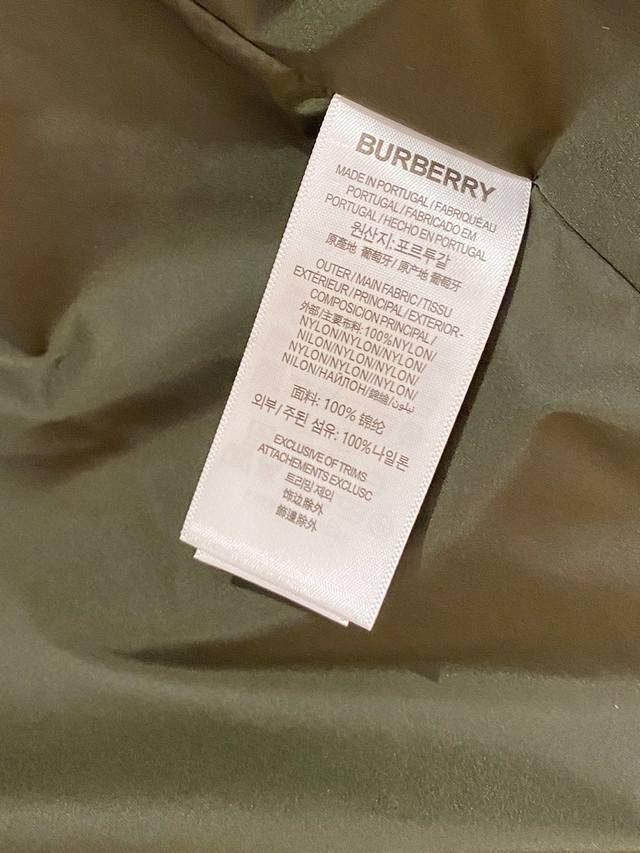 BURBERRY
MADE IN PORTUGAL / FABRIQUÉ AU
PORTUGAL / FABRICADO EM
PORTUGAL / HECHO EN PORTUGAL
원산지: 포르투갈
原產地 葡萄牙 / 原产地 葡萄牙
OUTER / MAIN FABRIC / TISSU
EXTÉRIEUR / PRINCIPAL / EXTERIOR-
COMPOSICION PRINCIPAL /
外部/主要布料: 100% NYLON/
NYLON/NYLON/NYLON/
NILON/NYLON/NYLON/
NYLON/NYLON/NYLON/
NILON/НАЙЛОН/錦綸/نيلون
面料: 100% 锦纶
외부 / 주된 섬유: 100% 나일론
EXCLUSIVE OF TRIMS
ATTACHEMENTS EXCLUSC
트리밍 제외
饰边除外
飾邊除外